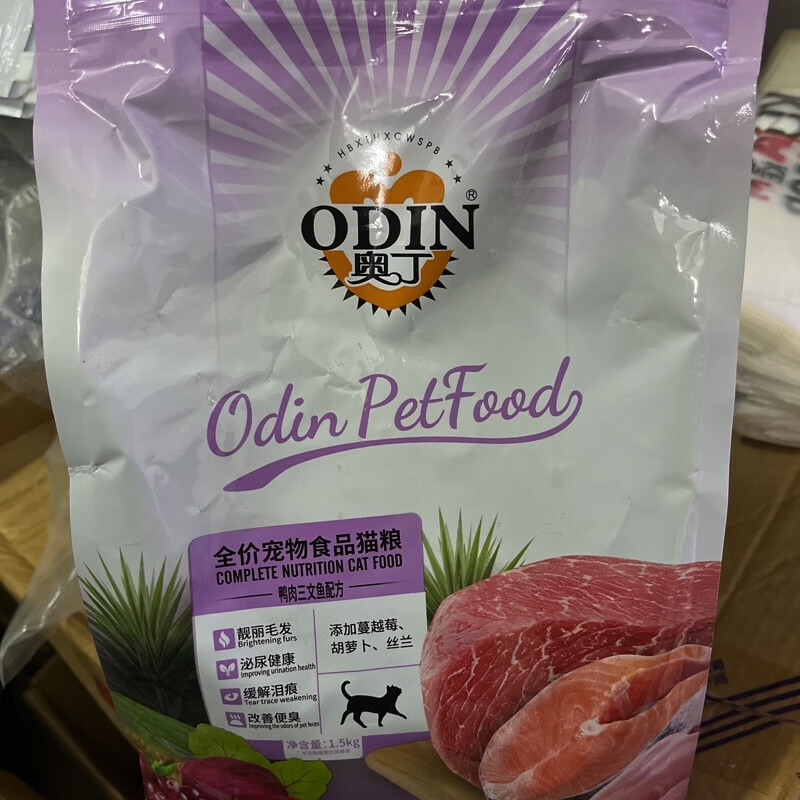 HBXTHXCWSPB
ODIN®
奥丁
Odin PetFood
全价宠物食品猫粮
COMPLETE NUTRITION CAT FOOD
鸭肉三文鱼配方
靓丽毛发
Brightening furs
泌尿健康
Improving urination health
缓解泪痕
Tear trace weakening
改善便臭
Improving the odors of pet feces
添加蔓越莓、
胡萝卜、丝兰
净含量:1.5kg